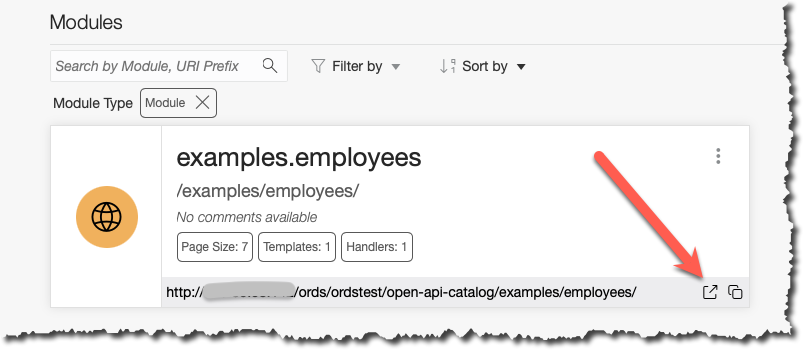 Modules
Search by Module, URI Prefix
Filter by
Sort by
Module Type
Module
examples.employees
/examples/employees/
No comments available
Page Size: 7
Templates: 1
Handlers: 1
http:/ /ords/ordstest/open-api-catalog/examples/employees/